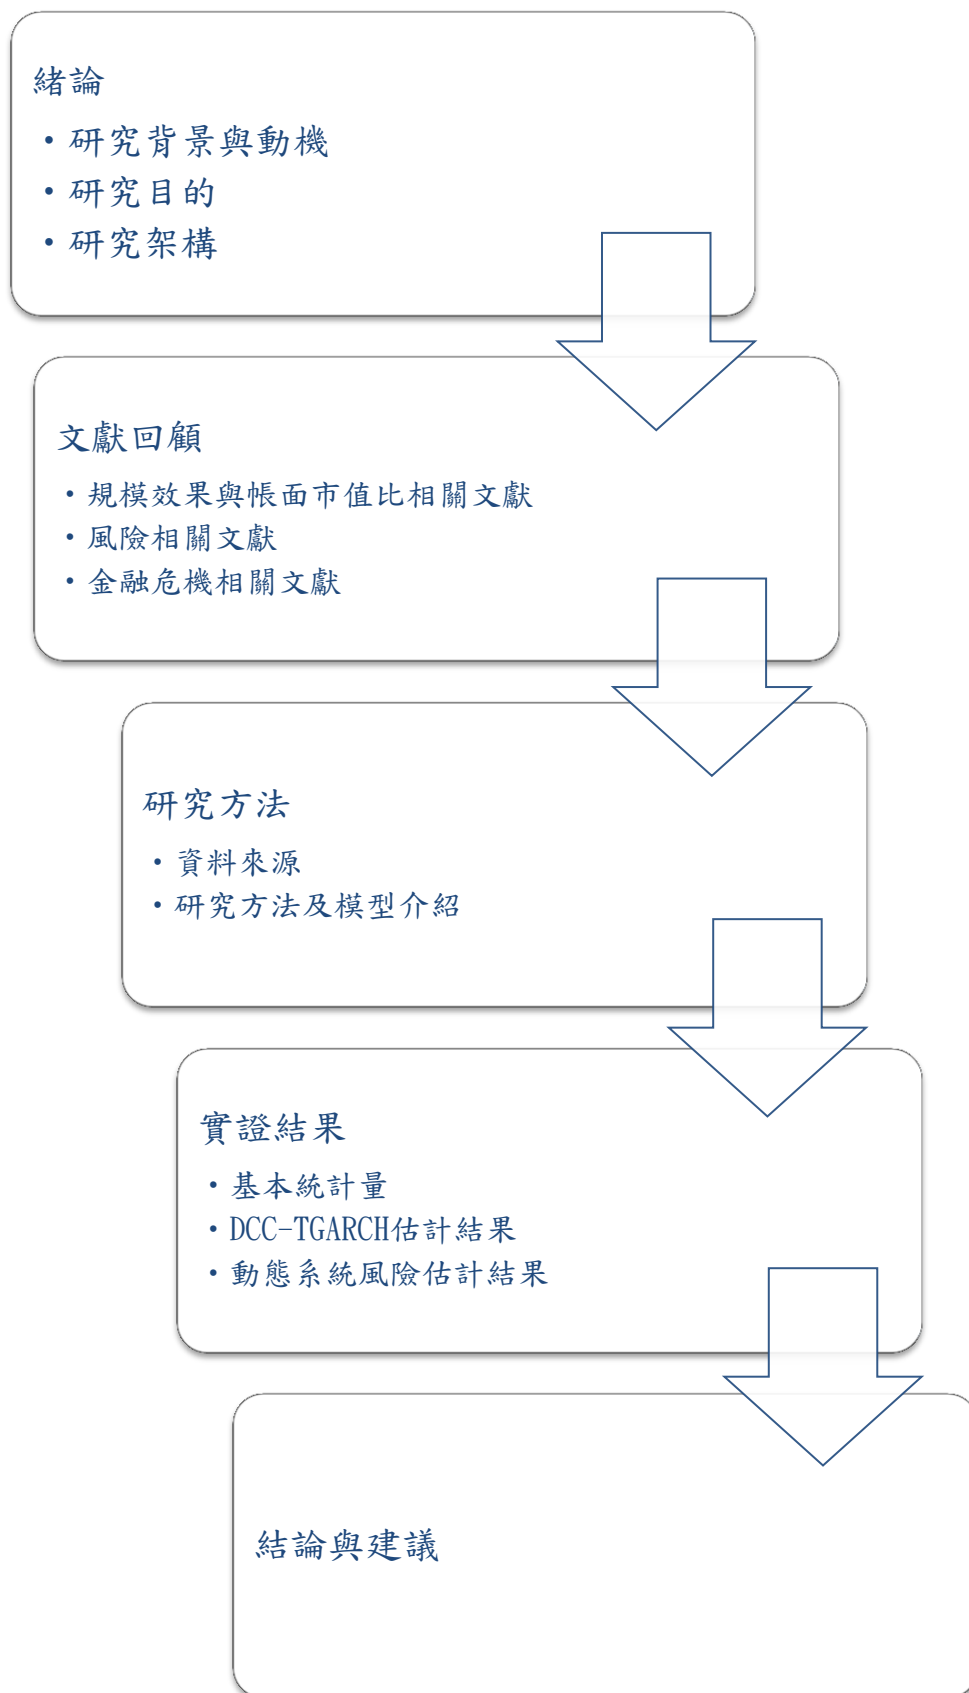 緒論
・研究背景與動機
・研究目的
・研究架構
文獻回顧
・規模效果與帳面市值比相關文獻
・風險相關文獻
・金融危機相關文獻
研究方法
・資料來源
・研究方法及模型介紹
實證結果
・基本統計量
・DCC-TGARCH估計結果
・動態系統風險估計結果
結論與建議